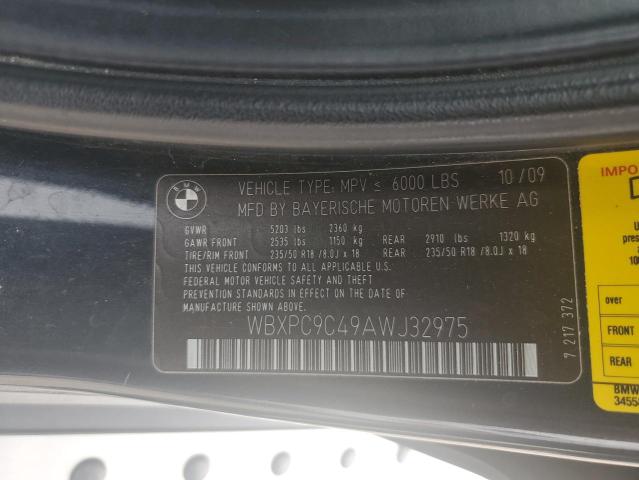 BMW
VEHICLE TYPE: MPV ≤ 6000 LBS 10/09
MFD BY BAYERISCHE MOTOREN WERKE AG
GVWR 5203 lbs 2360 kg
GAWR FRONT 2535 lbs 1150 kg REAR 2910 lbs 1320 kg
TIRE/RIM FRONT 235/50 R18 /8.0J x 18 REAR 235/50 R18 /8.0J x 18
THIS VEHICLE CONFORMS TO ALL APPLICABLE U.S.
FEDERAL MOTOR VEHICLE SAFETY AND THEFT
PREVENTION STANDARDS IN EFFECT ON THE DATE OF
MANUFACTURE SHOWN ABOVE.
WBXPC9C49AWJ32975
7 217 372
IMPO
U
pres
a
10
over
FRONT
REAR
BMW
3455